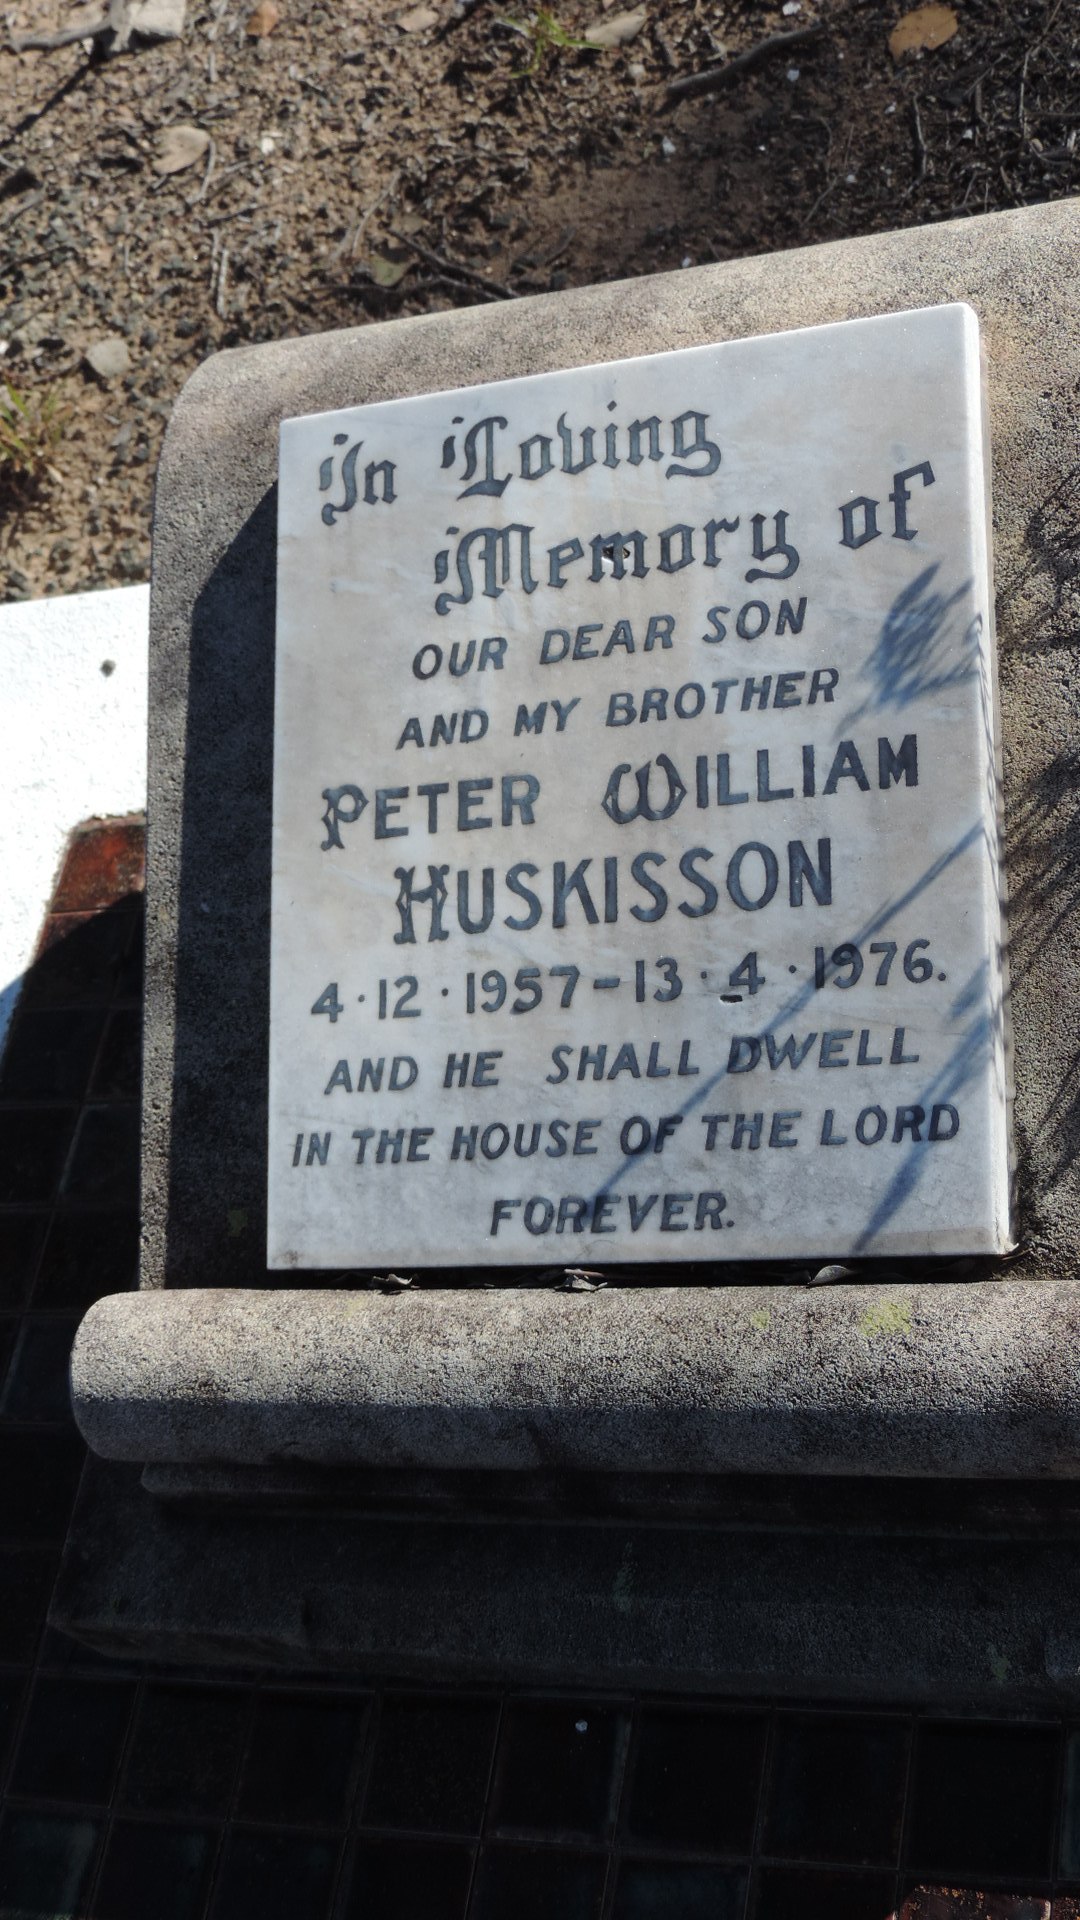 In Loving
Memory of
OUR DEAR SON
AND MY BROTHER
PETER WILLIAM
HUSKISSON
4·12·1957-13·4·1976.
AND HE SHALL DWELL
IN THE HOUSE OF THE LORD
FOREVER.